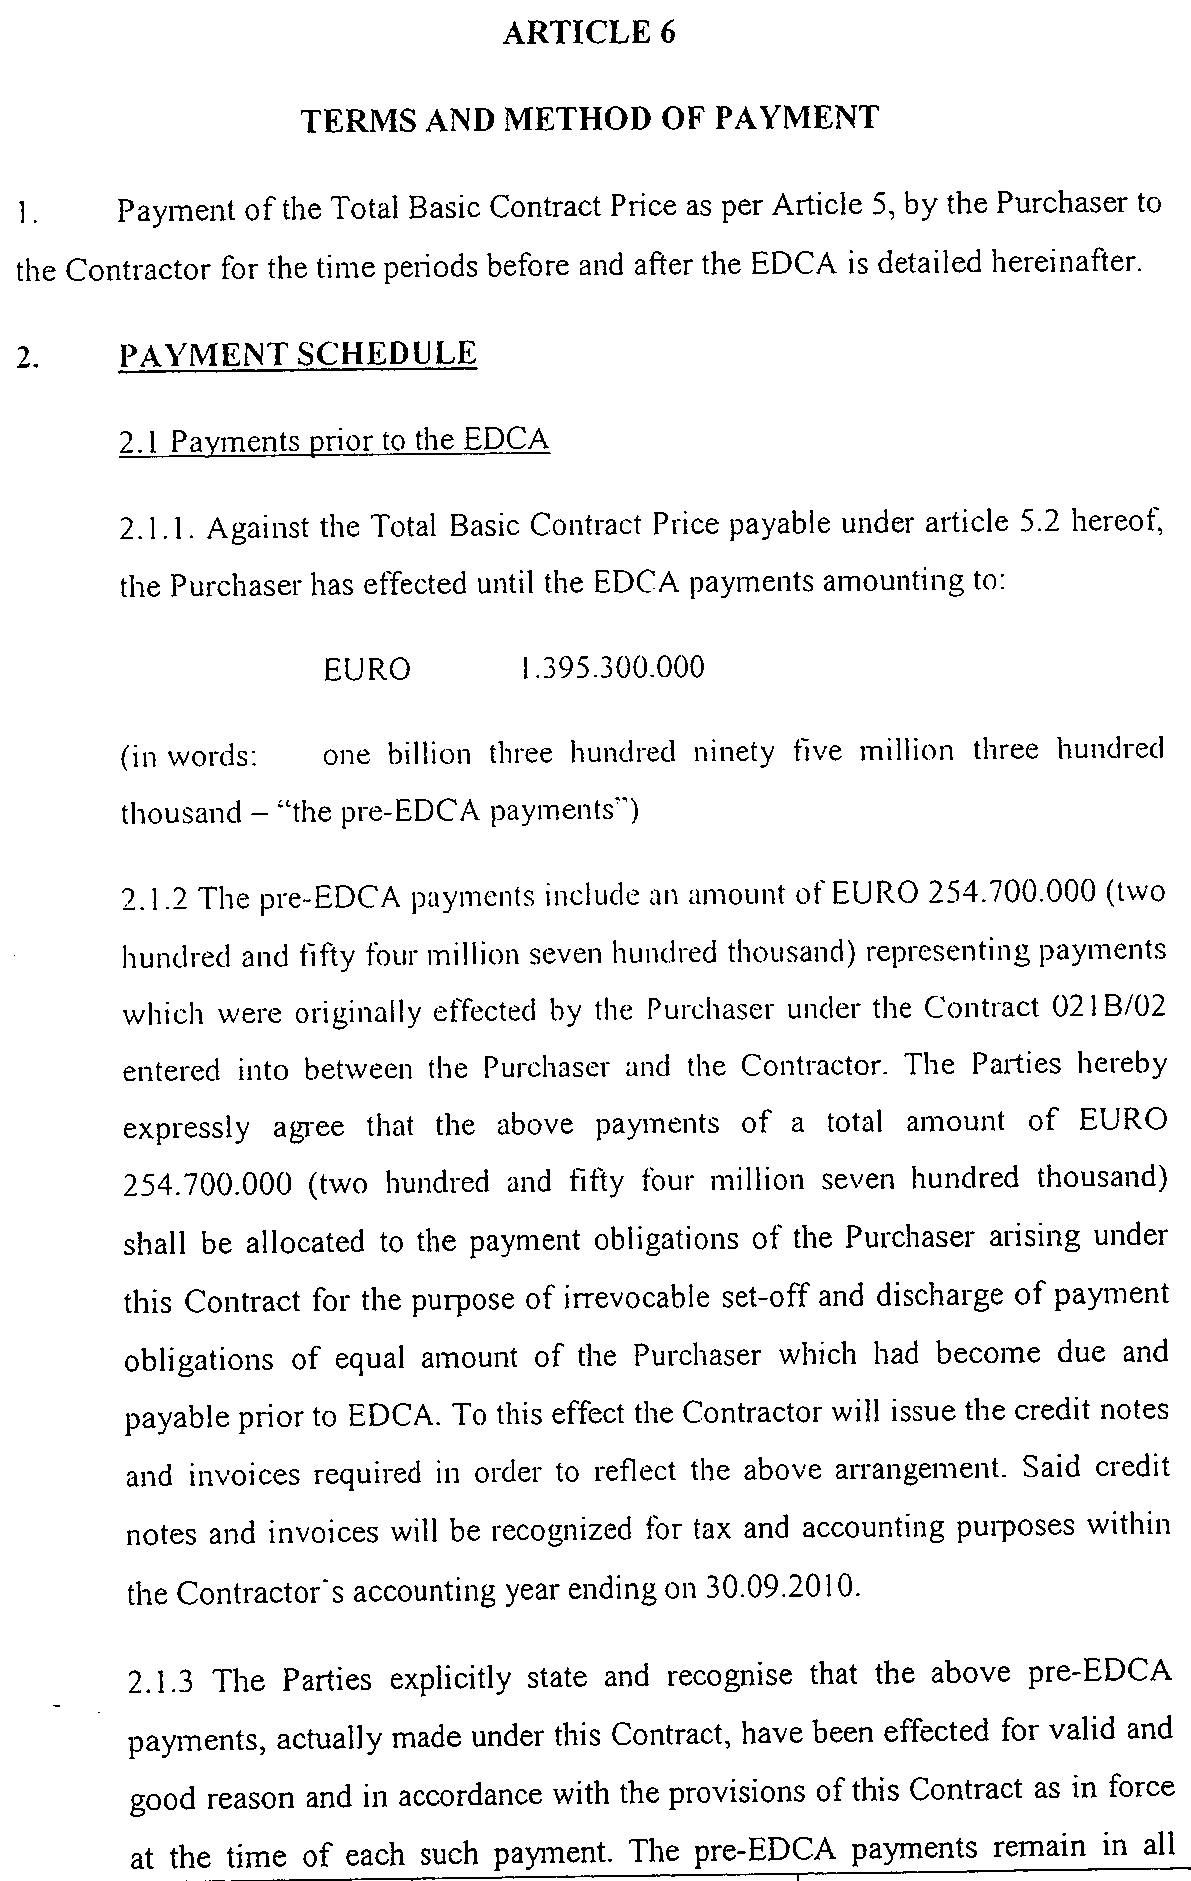 ARTICLE 6
TERMS AND METHOD OF PAYMENT
1. Payment of the Total Basic Contract Price as per Article 5, by the Purchaser to
the Contractor for the time periods before and after the EDCA is detailed hereinafter.
2. PAYMENT SCHEDULE
2.1 Payments prior to the EDCA
2.1.1. Against the Total Basic Contract Price payable under article 5.2 hereof,
the Purchaser has effected until the EDCA payments amounting to:
EURO 1.395.300.000
(in words: one billion three hundred ninety five million three hundred
thousand – “the pre-EDCA payments”)
2.1.2 The pre-EDCA payments include an amount of EURO 254.700.000 (two
hundred and fifty four million seven hundred thousand) representing payments
which were originally effected by the Purchaser under the Contract 021B/02
entered into between the Purchaser and the Contractor. The Parties hereby
expressly agree that the above payments of a total amount of EURO
254.700.000 (two hundred and fifty four million seven hundred thousand)
shall be allocated to the payment obligations of the Purchaser arising under
this Contract for the purpose of irrevocable set-off and discharge of payment
obligations of equal amount of the Purchaser which had become due and
payable prior to EDCA. To this effect the Contractor will issue the credit notes
and invoices required in order to reflect the above arrangement. Said credit
notes and invoices will be recognized for tax and accounting purposes within
the Contractor's accounting year ending on 30.09.2010.
2.1.3 The Parties explicitly state and recognise that the above pre-EDCA
payments, actually made under this Contract, have been effected for valid and
good reason and in accordance with the provisions of this Contract as in force
at the time of each such payment. The pre-EDCA payments remain in all